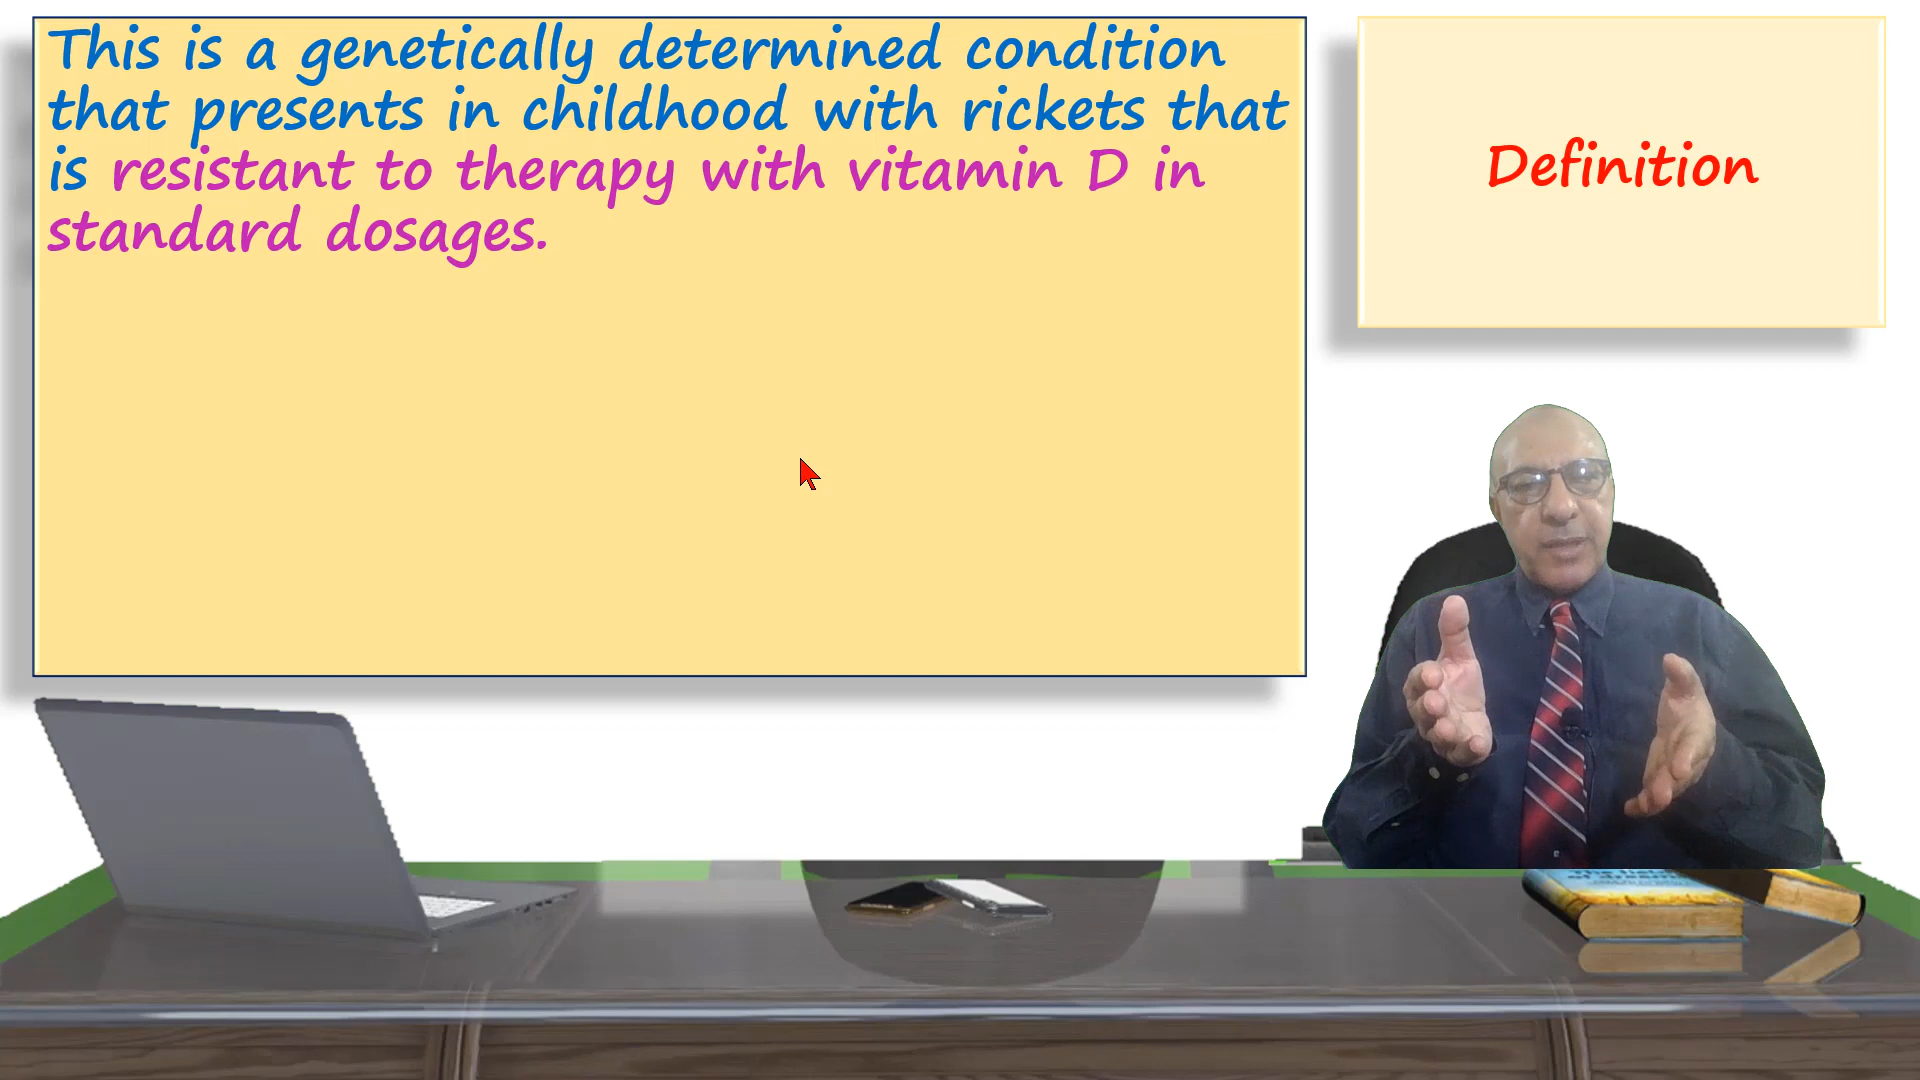 This is a genetically determined condition
that presents in childhood with rickets that
is resistant to therapy with vitamin D in
standard dosages.
Definition